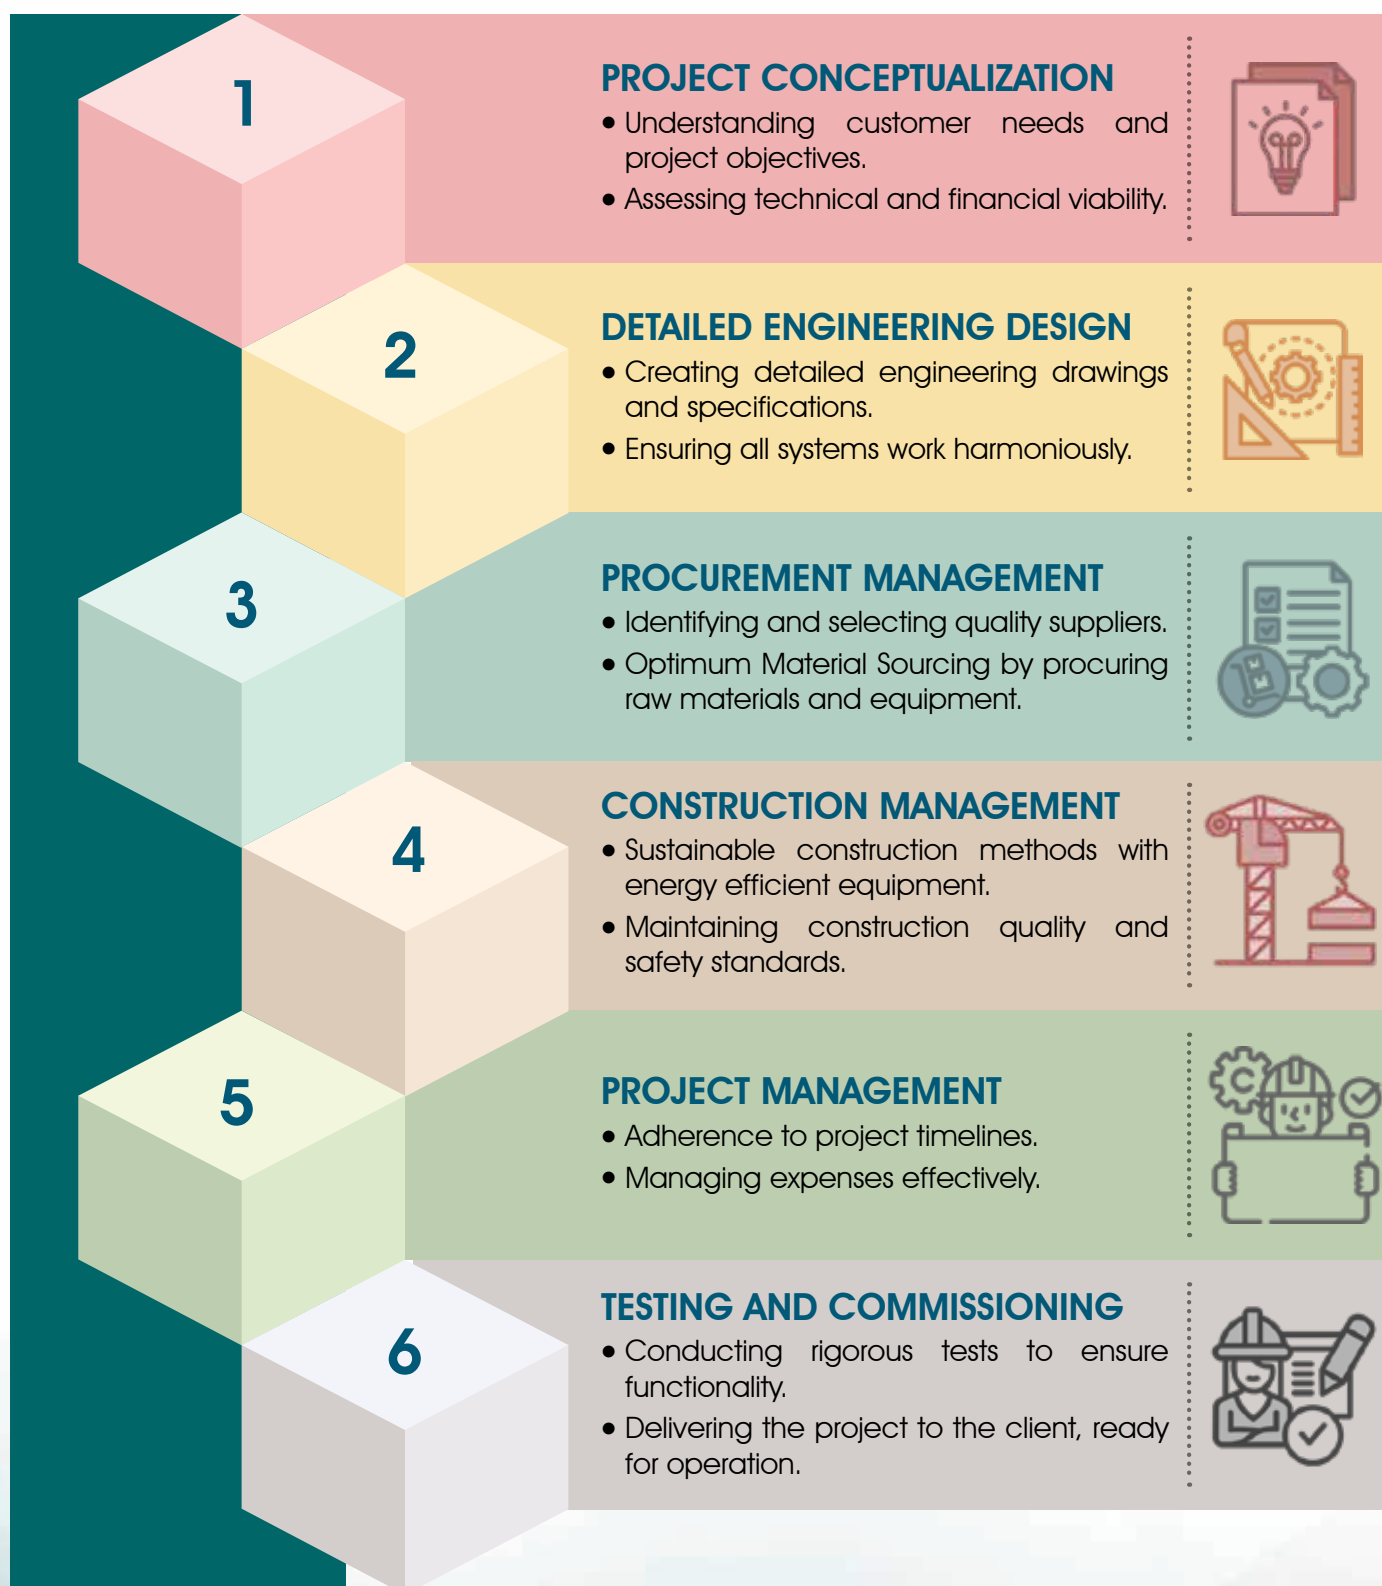 1
PROJECT CONCEPTUALIZATION
• Understanding customer needs and
project objectives.
• Assessing technical and financial viability.
2
DETAILED ENGINEERING DESIGN
• Creating detailed engineering drawings
and specifications.
• Ensuring all systems work harmoniously.
3
PROCUREMENT MANAGEMENT
• Identifying and selecting quality suppliers.
• Optimum Material Sourcing by procuring
raw materials and equipment.
4
CONSTRUCTION MANAGEMENT
• Sustainable construction methods with
energy efficient equipment.
• Maintaining construction quality and
safety standards.
5
PROJECT MANAGEMENT
• Adherence to project timelines.
• Managing expenses effectively.
6
TESTING AND COMMISSIONING
• Conducting rigorous tests to ensure
functionality.
• Delivering the project to the client, ready
for operation.